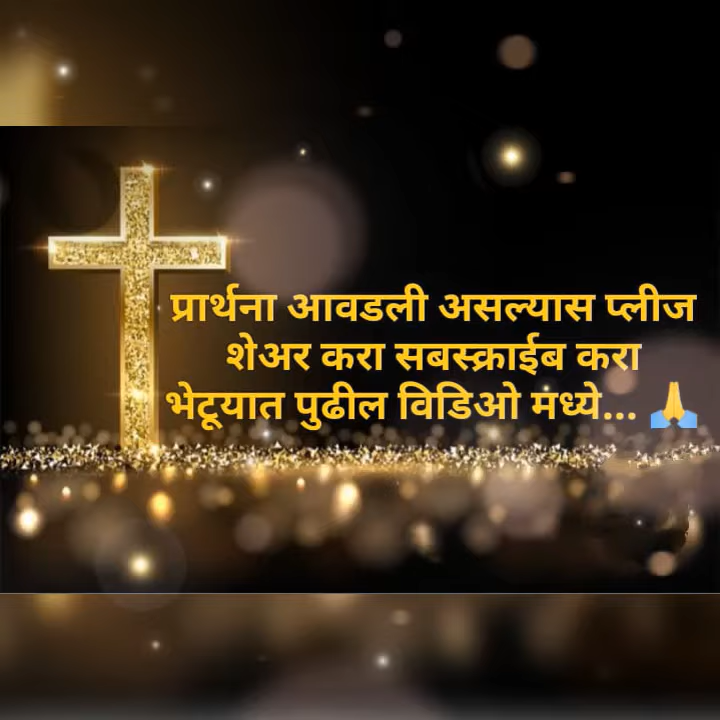 प्रार्थना आवडली असल्यास प्लीज
शेअर करा सबस्क्राईब करा
भेटूयात पुढील विडिओ मध्ये... 🙏